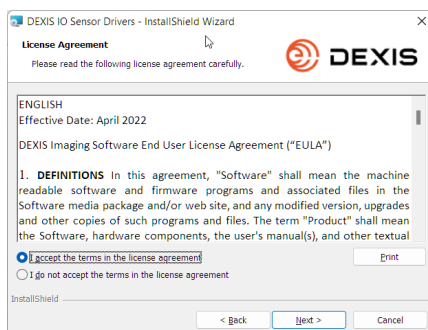 DEXIS IO Sensor Drivers - InstallShield Wizard
License Agreement
Please read the following license agreement carefully.
DEXIS
ENGLISH
Effective Date: April 2022
DEXIS Imaging Software End User License Agreement (“EULA”)
1. DEFINITIONS In this agreement, "Software" shall mean the machine
readable software and firmware programs and associated files in the
Software media package and/or web site, and any modified version, upgrades
and other copies of such programs and files. The term "Product" shall mean
the Software, hardware components, the user's manual(s), and other textual
I accept the terms in the license agreement
Print
I do not accept the terms in the license agreement
InstallShield
< Back
Next >
Cancel